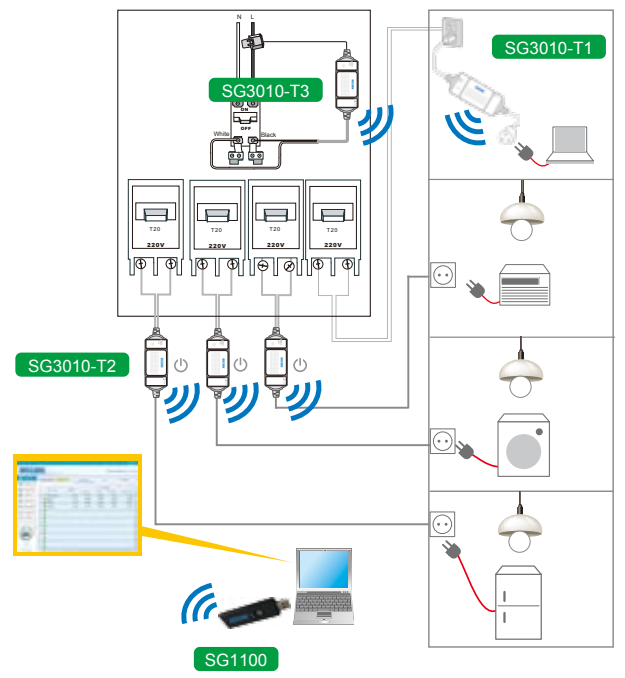 N L
SG3010-T1
SG3010-T3
ON
OFF
White
Black
T20
T20
T20
T20
220V
220V
220V
220V
SG3010-T2
SG1100